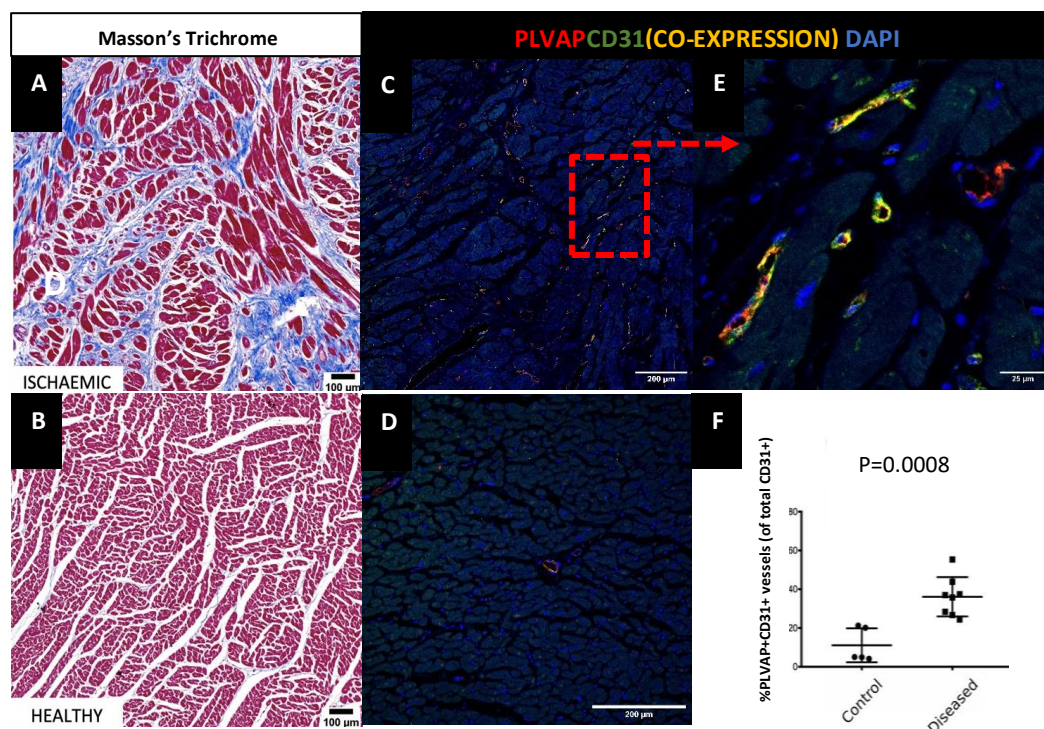 Masson's Trichrome
PLVAPCD31(CO-EXPRESSION) DAPI
A
D
ISCHAEMIC
100 µm
C
200 µm
E
25 µm
B
HEALTHY
100 µm
D
200 µm
F
P=0.0008
%PLVAP+CD31+ vessels (of total CD31+)
80
60
40
20
0
Control
Diseased